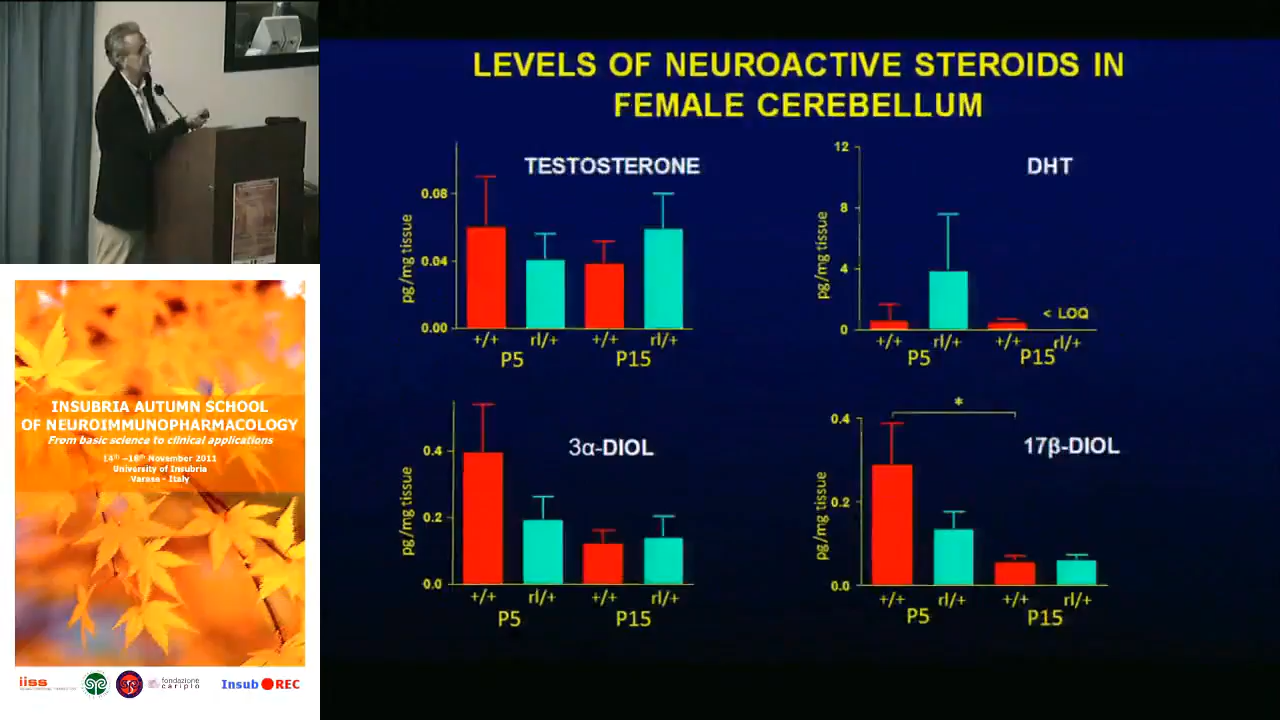 LEVELS OF NEUROACTIVE STEROIDS IN
FEMALE CEREBELLUM
TESTOSTERONE
pg/mg tissue
0.08
0.04
0.00
+/+ rl/+ +/+ rl/+
P5 P15
DHT
pg/mg tissue
12
8
4
0
< LOQ
+/+ rl/+ +/+ rl/+
P5 P15
3α-DIOL
pg/mg tissue
0.4
0.2
0.0
+/+ rl/+ +/+ rl/+
P5 P15
*
17β-DIOL
pg/mg tissue
0.4
0.2
0.0
+/+ rl/+ +/+ rl/+
P5 P15
INSUBRIA AUTUMN SCHOOL
OF NEUROIMMUNOPHARMACOLOGY
From basic science to clinical applications
14th –18th November 2011
University of Insubria
Varese - Italy
iiss
fondazione
cariplo
Insub REC